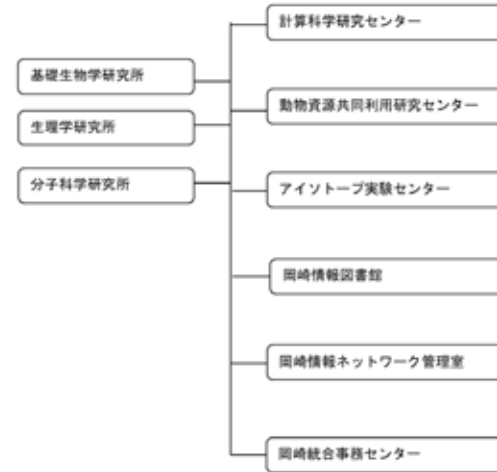 計算科学研究センター
基礎生物学研究所
動物資源共同利用研究センター
生理学研究所
分子科学研究所
アイソトープ実験センター
岡崎情報図書館
岡崎情報ネットワーク管理室
岡崎統合事務センター